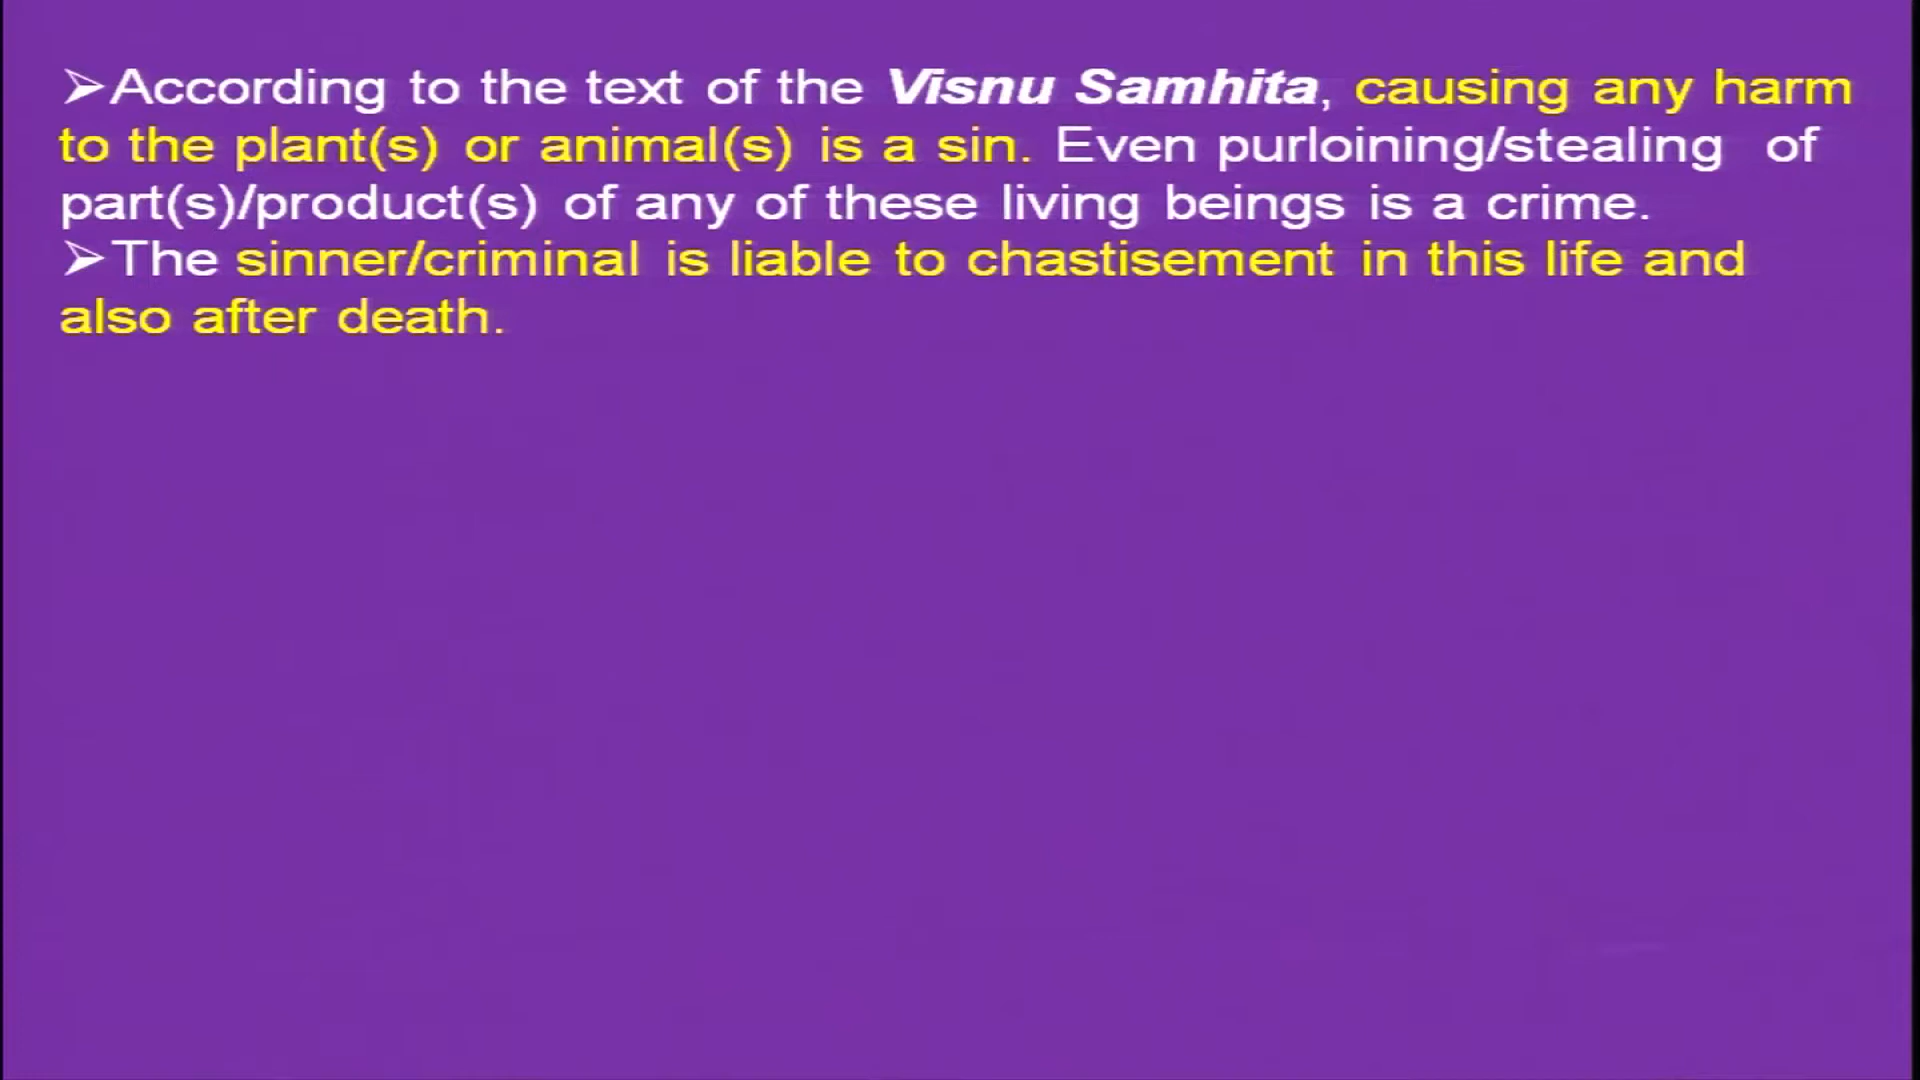 ➢According to the text of the Visnu Samhita, causing any harm
to the plant(s) or animal(s) is a sin. Even purloining/stealing of
part(s)/product(s) of any of these living beings is a crime.
➢The sinner/criminal is liable to chastisement in this life and
also after death.